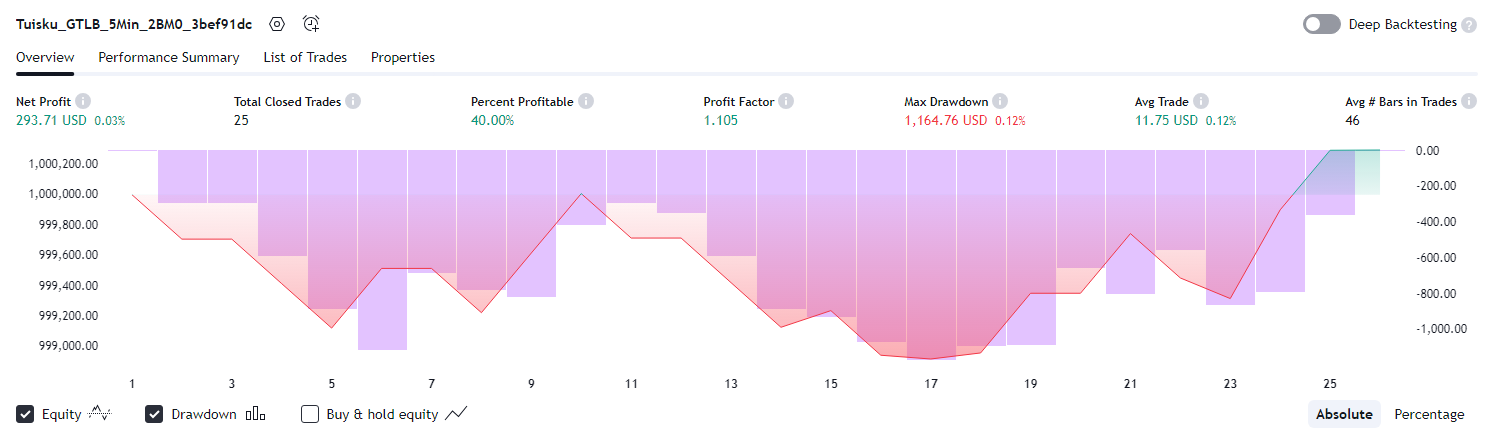 Tuisku_GTLB_5Min_2BM0_3bef91dc
Deep Backtesting ?
Overview Performance Summary List of Trades Properties
Net Profit Total Closed Trades Percent Profitable Profit Factor Max Drawdown Avg Trade Avg # Bars in Trades
293.71 USD 0.03% 25 40.00% 1.105 1,164.76 USD 0.12% 11.75 USD 0.12% 46
1,000,200.00
1,000,000.00
999,800.00
999,600.00
999,400.00
999,200.00
999,000.00
0.00
-200.00
-400.00
-600.00
-800.00
-1,000.00
1 3 5 7 9 11 13 15 17 19 21 23 25
Equity Drawdown Buy & hold equity Absolute Percentage